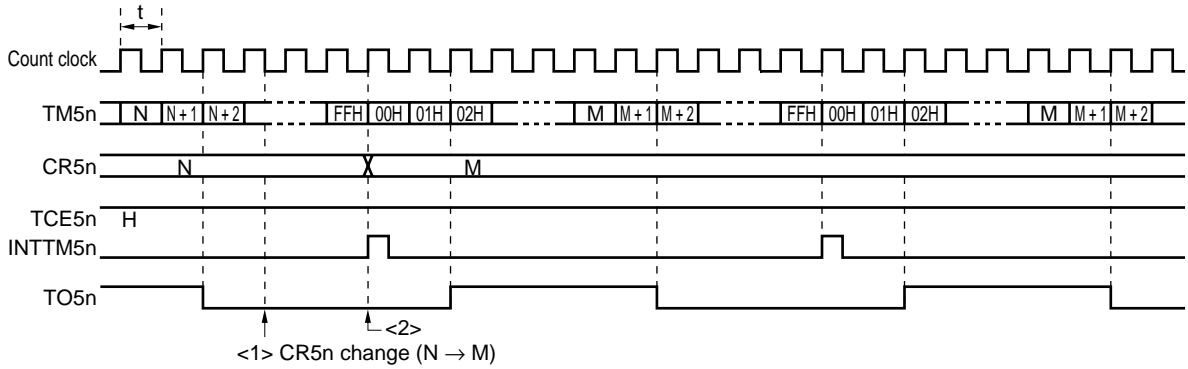 t
Count clock
TM5n N N + 1 N + 2 FFH 00H 01H 02H M M + 1 M + 2 FFH 00H 01H 02H M M + 1 M + 2
CR5n N M
TCE5n H
INTTM5n
TO5n
<2>
<1> CR5n change (N → M)